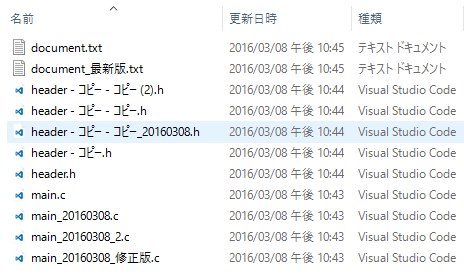 名前 更新日時 種類
document.txt 2016/03/08 午後 10:45 テキスト ドキュメント
document_最新版.txt 2016/03/08 午後 10:45 テキスト ドキュメント
header - コピー - コピー (2).h 2016/03/08 午後 10:44 Visual Studio Code
header - コピー - コピー.h 2016/03/08 午後 10:44 Visual Studio Code
header - コピー - コピー_20160308.h 2016/03/08 午後 10:44 Visual Studio Code
header - コピー.h 2016/03/08 午後 10:44 Visual Studio Code
header.h 2016/03/08 午後 10:44 Visual Studio Code
main.c 2016/03/08 午後 10:43 Visual Studio Code
main_20160308.c 2016/03/08 午後 10:43 Visual Studio Code
main_20160308_2.c 2016/03/08 午後 10:43 Visual Studio Code
main_20160308_修正版.c 2016/03/08 午後 10:43 Visual Studio Code